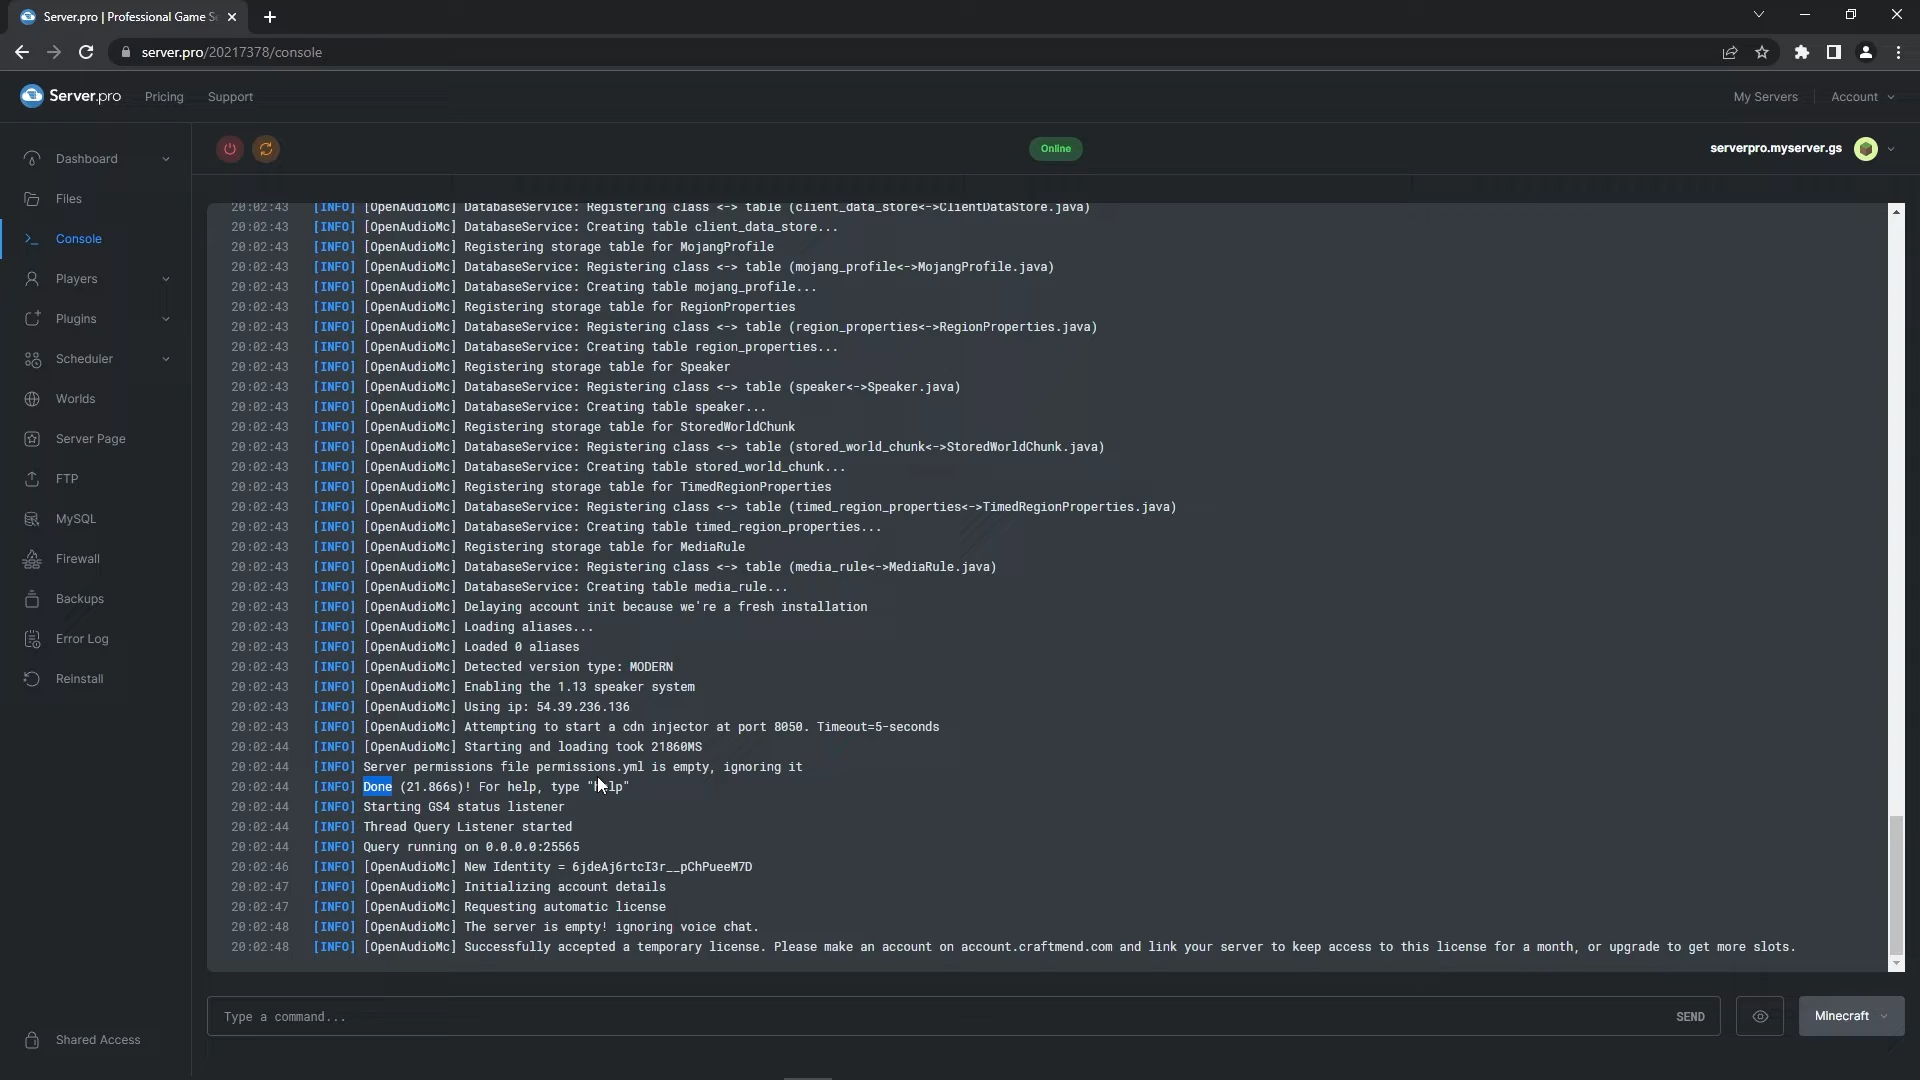 Server.pro | Professional Game S
server.pro/20217378/console
Server.pro
Pricing
Support
My Servers
Account
Dashboard
Files
Console
Players
Plugins
Scheduler
Worlds
Server Page
FTP
MySQL
Firewall
Backups
Error Log
Reinstall
Shared Access
Online
serverpro.myserver.gs
20:02:43 [INFO] [OpenAudioMc] DatabaseService: Registering class <-> table (client_data_store<->ClientDataStore.java)
20:02:43 [INFO] [OpenAudioMc] DatabaseService: Creating table client_data_store...
20:02:43 [INFO] [OpenAudioMc] Registering storage table for MojangProfile
20:02:43 [INFO] [OpenAudioMc] DatabaseService: Registering class <-> table (mojang_profile<->MojangProfile.java)
20:02:43 [INFO] [OpenAudioMc] DatabaseService: Creating table mojang_profile...
20:02:43 [INFO] [OpenAudioMc] Registering storage table for RegionProperties
20:02:43 [INFO] [OpenAudioMc] DatabaseService: Registering class <-> table (region_properties<->RegionProperties.java)
20:02:43 [INFO] [OpenAudioMc] DatabaseService: Creating table region_properties...
20:02:43 [INFO] [OpenAudioMc] Registering storage table for Speaker
20:02:43 [INFO] [OpenAudioMc] DatabaseService: Registering class <-> table (speaker<->Speaker.java)
20:02:43 [INFO] [OpenAudioMc] DatabaseService: Creating table speaker...
20:02:43 [INFO] [OpenAudioMc] Registering storage table for StoredWorldChunk
20:02:43 [INFO] [OpenAudioMc] DatabaseService: Registering class <-> table (stored_world_chunk<->StoredWorldChunk.java)
20:02:43 [INFO] [OpenAudioMc] DatabaseService: Creating table stored_world_chunk...
20:02:43 [INFO] [OpenAudioMc] Registering storage table for TimedRegionProperties
20:02:43 [INFO] [OpenAudioMc] DatabaseService: Registering class <-> table (timed_region_properties<->TimedRegionProperties.java)
20:02:43 [INFO] [OpenAudioMc] DatabaseService: Creating table timed_region_properties...
20:02:43 [INFO] [OpenAudioMc] Registering storage table for MediaRule
20:02:43 [INFO] [OpenAudioMc] DatabaseService: Registering class <-> table (media_rule<->MediaRule.java)
20:02:43 [INFO] [OpenAudioMc] DatabaseService: Creating table media_rule...
20:02:43 [INFO] [OpenAudioMc] Delaying account init because we're a fresh installation
20:02:43 [INFO] [OpenAudioMc] Loading aliases...
20:02:43 [INFO] [OpenAudioMc] Loaded 0 aliases
20:02:43 [INFO] [OpenAudioMc] Detected version type: MODERN
20:02:43 [INFO] [OpenAudioMc] Enabling the 1.13 speaker system
20:02:43 [INFO] [OpenAudioMc] Using ip: 54.39.236.136
20:02:43 [INFO] [OpenAudioMc] Attempting to start a cdn injector at port 8050. Timeout=5-seconds
20:02:44 [INFO] [OpenAudioMc] Starting and loading took 21860MS
20:02:44 [INFO] Server permissions file permissions.yml is empty, ignoring it
20:02:44 [INFO] Done (21.866s)! For help, type "help"
20:02:44 [INFO] Starting GS4 status listener
20:02:44 [INFO] Thread Query Listener started
20:02:44 [INFO] Query running on 0.0.0.0:25565
20:02:46 [INFO] [OpenAudioMc] New Identity = 6jdeAj6rtcI3r__pChPueeM7D
20:02:47 [INFO] [OpenAudioMc] Initializing account details
20:02:47 [INFO] [OpenAudioMc] Requesting automatic license
20:02:48 [INFO] [OpenAudioMc] The server is empty! ignoring voice chat.
20:02:48 [INFO] [OpenAudioMc] Successfully accepted a temporary license. Please make an account on account.craftmend.com and link your server to keep access to this license for a month, or upgrade to get more slots.
Type a command...
SEND
Minecraft